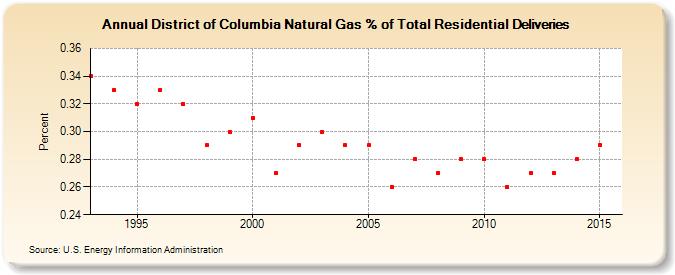 Annual District of Columbia Natural Gas % of Total Residential Deliveries
Percent
0.36
0.34
0.32
0.30
0.28
0.26
0.24
1995 2000 2005 2010 2015
Source: U.S. Energy Information Administration